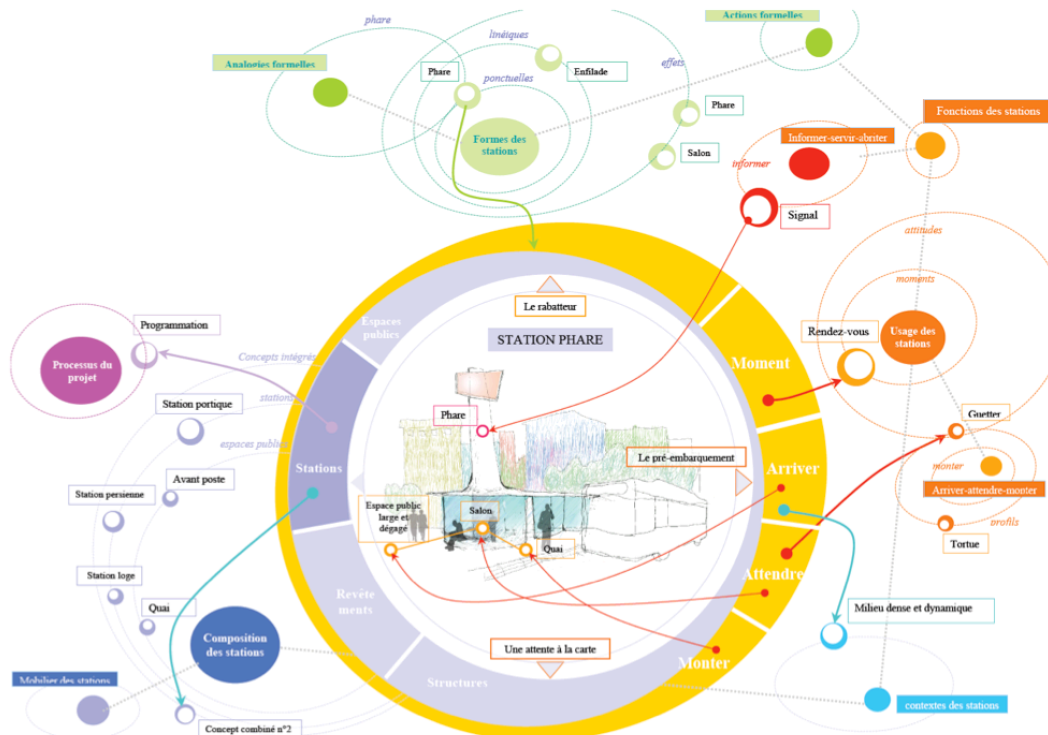 phare
linéiques
Actions formelles
Analogies formelles
Phare
ponctuelles
Enfilade
effets
Phare
Formes des
stations
Salon
Fonctions des stations
Informer-servir-abriter
informer
Signal
attitudes
moments
Le rabatteur
Espaces
publics
STATION PHARE
Programmation
Rendez-vous
Usage des
stations
Processus du
projet
Concepts intégrés
Moment
Station portique
stations
Phare
Guetter
espaces publics
Stations
Le pré-embarquement
Arriver
monter
Avant poste
Arriver-attendre-monter
Station persienne
Espace public
large et
dégagé
Salon
profils
Tortue
Quai
Station loge
Attendre
Revête
ments
Milieu dense et dynamique
Quai
Composition
des stations
Une attente à la carte
Monter
Structures
Mobilier des stations
contextes des stations
Concept combiné n°2